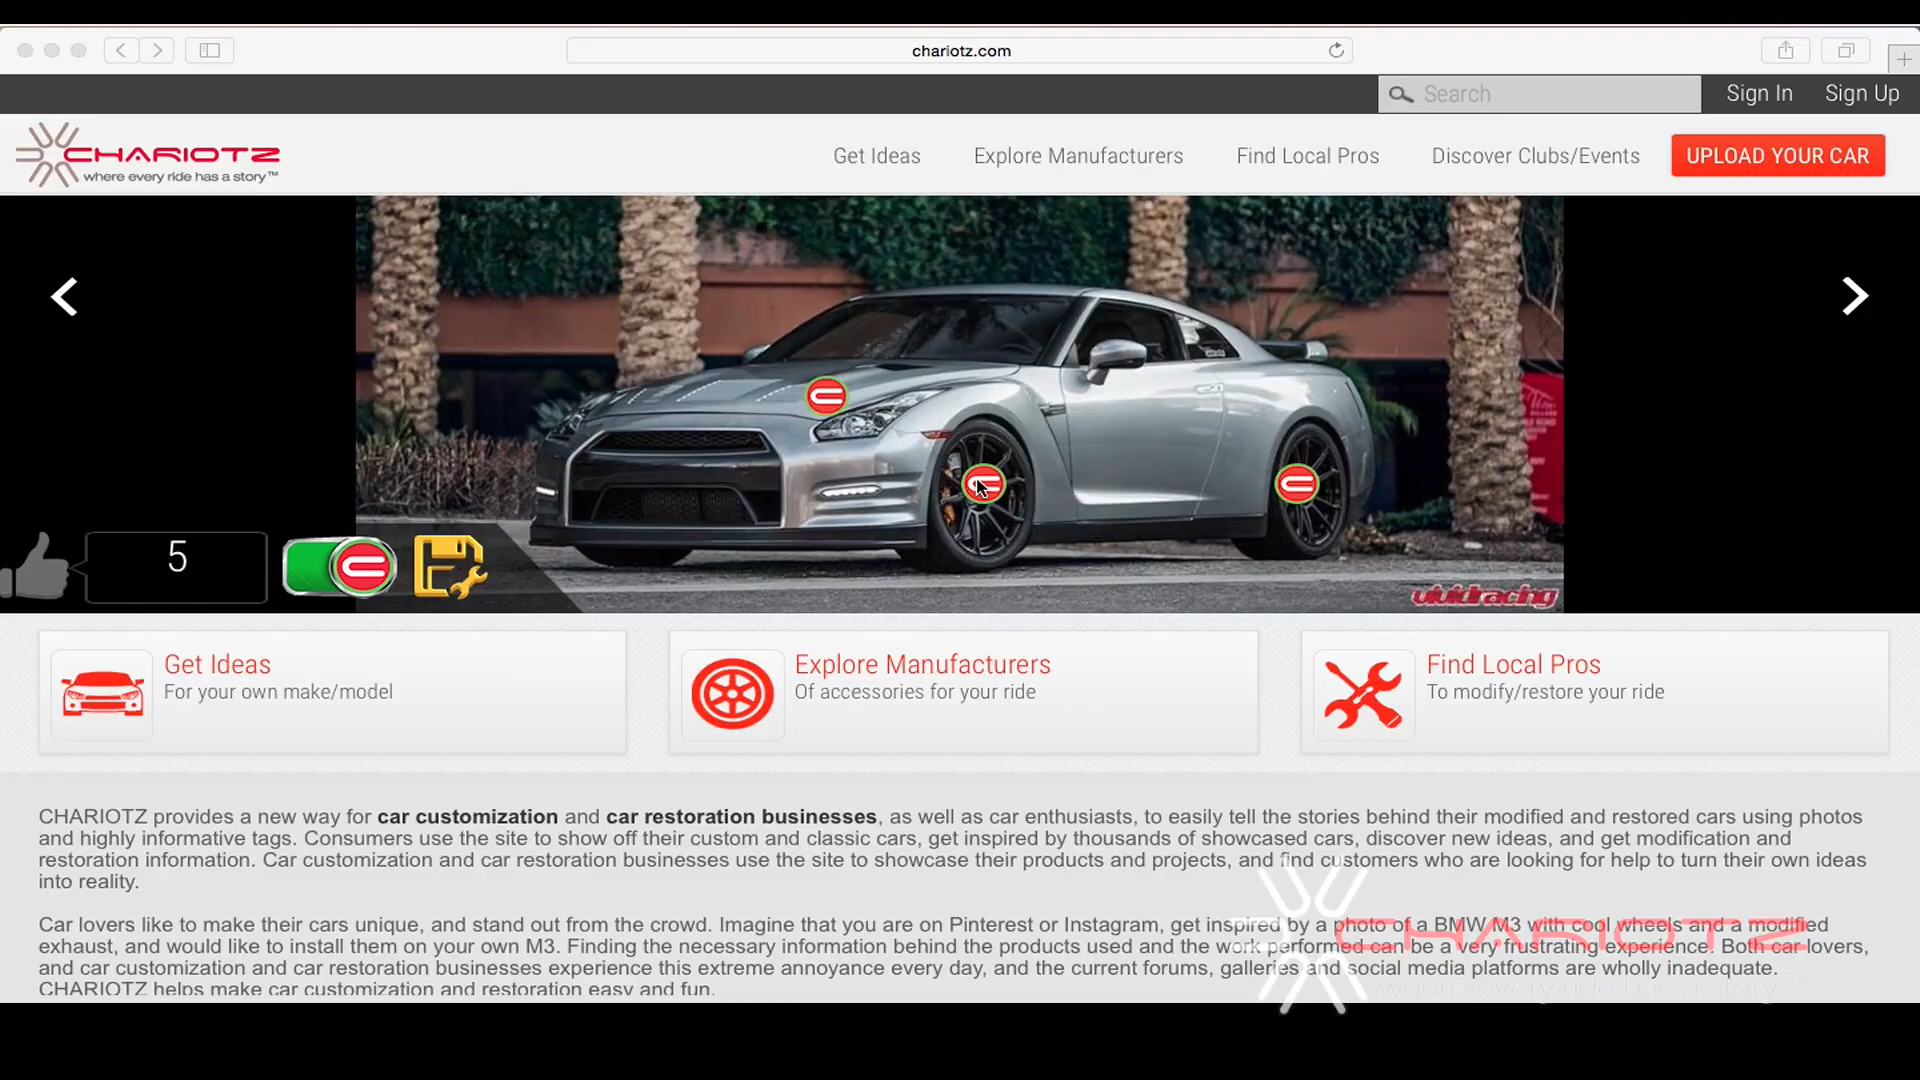 chariotz.com
Search
Sign In
Sign Up
CHARIOTZ
where every ride has a story™
Get Ideas
Explore Manufacturers
Find Local Pros
Discover Clubs/Events
UPLOAD YOUR CAR
5
vividracing
Get Ideas
For your own make/model
Explore Manufacturers
Of accessories for your ride
Find Local Pros
To modify/restore your ride
CHARIOTZ provides a new way for car customization and car restoration businesses, as well as car enthusiasts, to easily tell the stories behind their modified and restored cars using photos
and highly informative tags. Consumers use the site to show off their custom and classic cars, get inspired by thousands of showcased cars, discover new ideas, and get modification and
restoration information. Car customization and car restoration businesses use the site to showcase their products and projects, and find customers who are looking for help to turn their own ideas
into reality.
Car lovers like to make their cars unique, and stand out from the crowd. Imagine that you are on Pinterest or Instagram, get inspired by a photo of a BMW M3 with cool wheels and a modified
exhaust, and would like to install them on your own M3. Finding the necessary information behind the products used and the work performed can be a very frustrating experience. Both car lovers,
and car customization and car restoration businesses experience this extreme annoyance every day, and the current forums, galleries and social media platforms are wholly inadequate.
CHARIOTZ helps make car customization and restoration easy and fun.
CHARIOTZ
where every ride has a story™